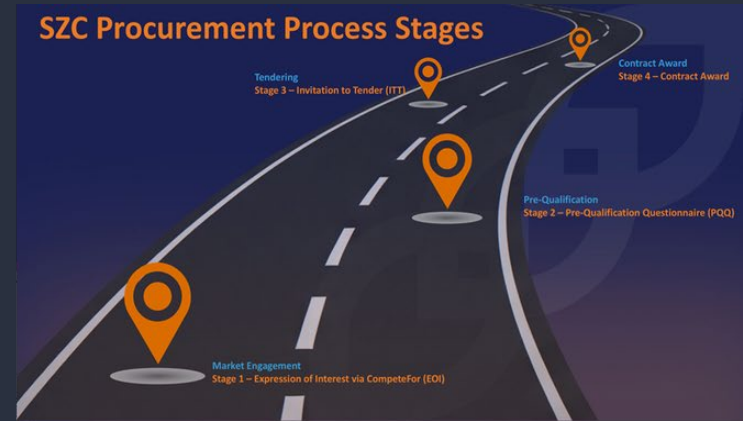 SZC Procurement Process Stages
Contract Award
Stage 4 – Contract Award
Tendering
Stage 3 – Invitation to Tender (ITT)
Pre-Qualification
Stage 2 – Pre-Qualification Questionnaire (PQQ)
Market Engagement
Stage 1 – Expression of Interest via CompeteFor (EOI)